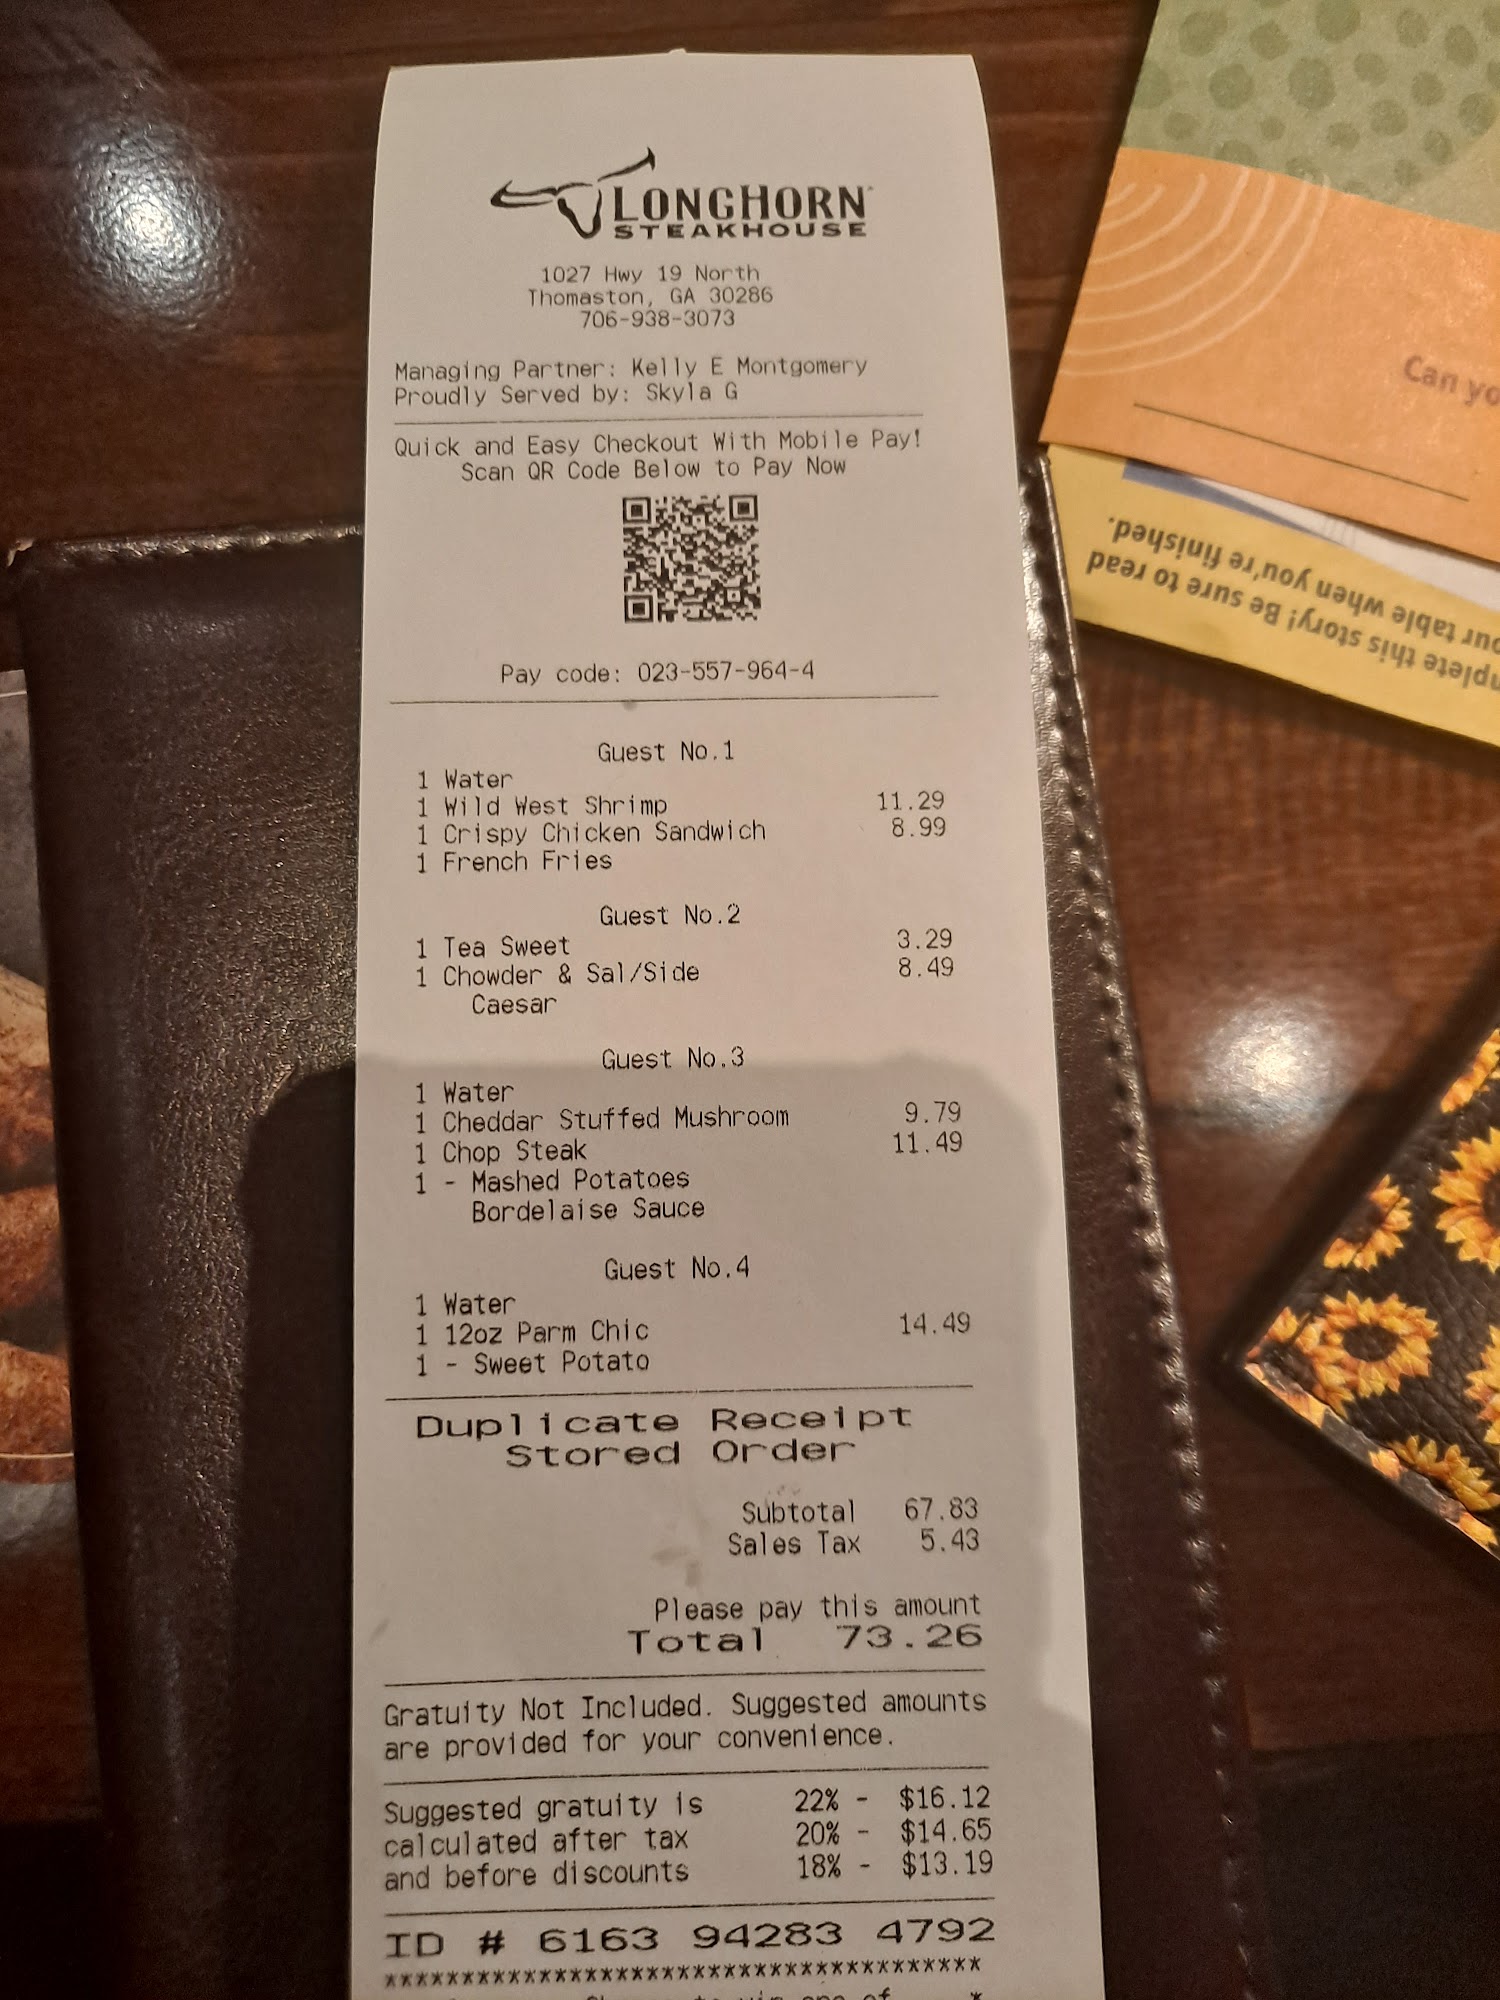 LONGHORN
STEAKHOUSE
1027 Hwy 19 North
Thomaston, GA 30286
706-938-3073
Managing Partner: Kelly E Montgomery
Proudly Served by: Skyla G
Quick and Easy Checkout With Mobile Pay!
Scan QR Code Below to Pay Now
Pay code: 023-557-964-4
Guest No.1
1 Water
1 Wild West Shrimp 11.29
1 Crispy Chicken Sandwich 8.99
1 French Fries
Guest No.2
1 Tea Sweet 3.29
1 Chowder & Sal/Side 8.49
Caesar
Guest No.3
1 Water
1 Cheddar Stuffed Mushroom 9.79
1 Chop Steak 11.49
1 - Mashed Potatoes
Bordelaise Sauce
Guest No.4
1 Water
1 12oz Parm Chic 14.49
1 - Sweet Potato
Duplicate Receipt
Stored Order
Subtotal 67.83
Sales Tax 5.43
Please pay this amount
Total 73.26
Gratuity Not Included. Suggested amounts
are provided for your convenience.
Suggested gratuity is 22% - $16.12
calculated after tax 20% - $14.65
and before discounts 18% - $13.19
ID # 6163 94283 4792
***************************************
one of *
Can yo
mplete this story! Be sure to read
our table when you're finished.